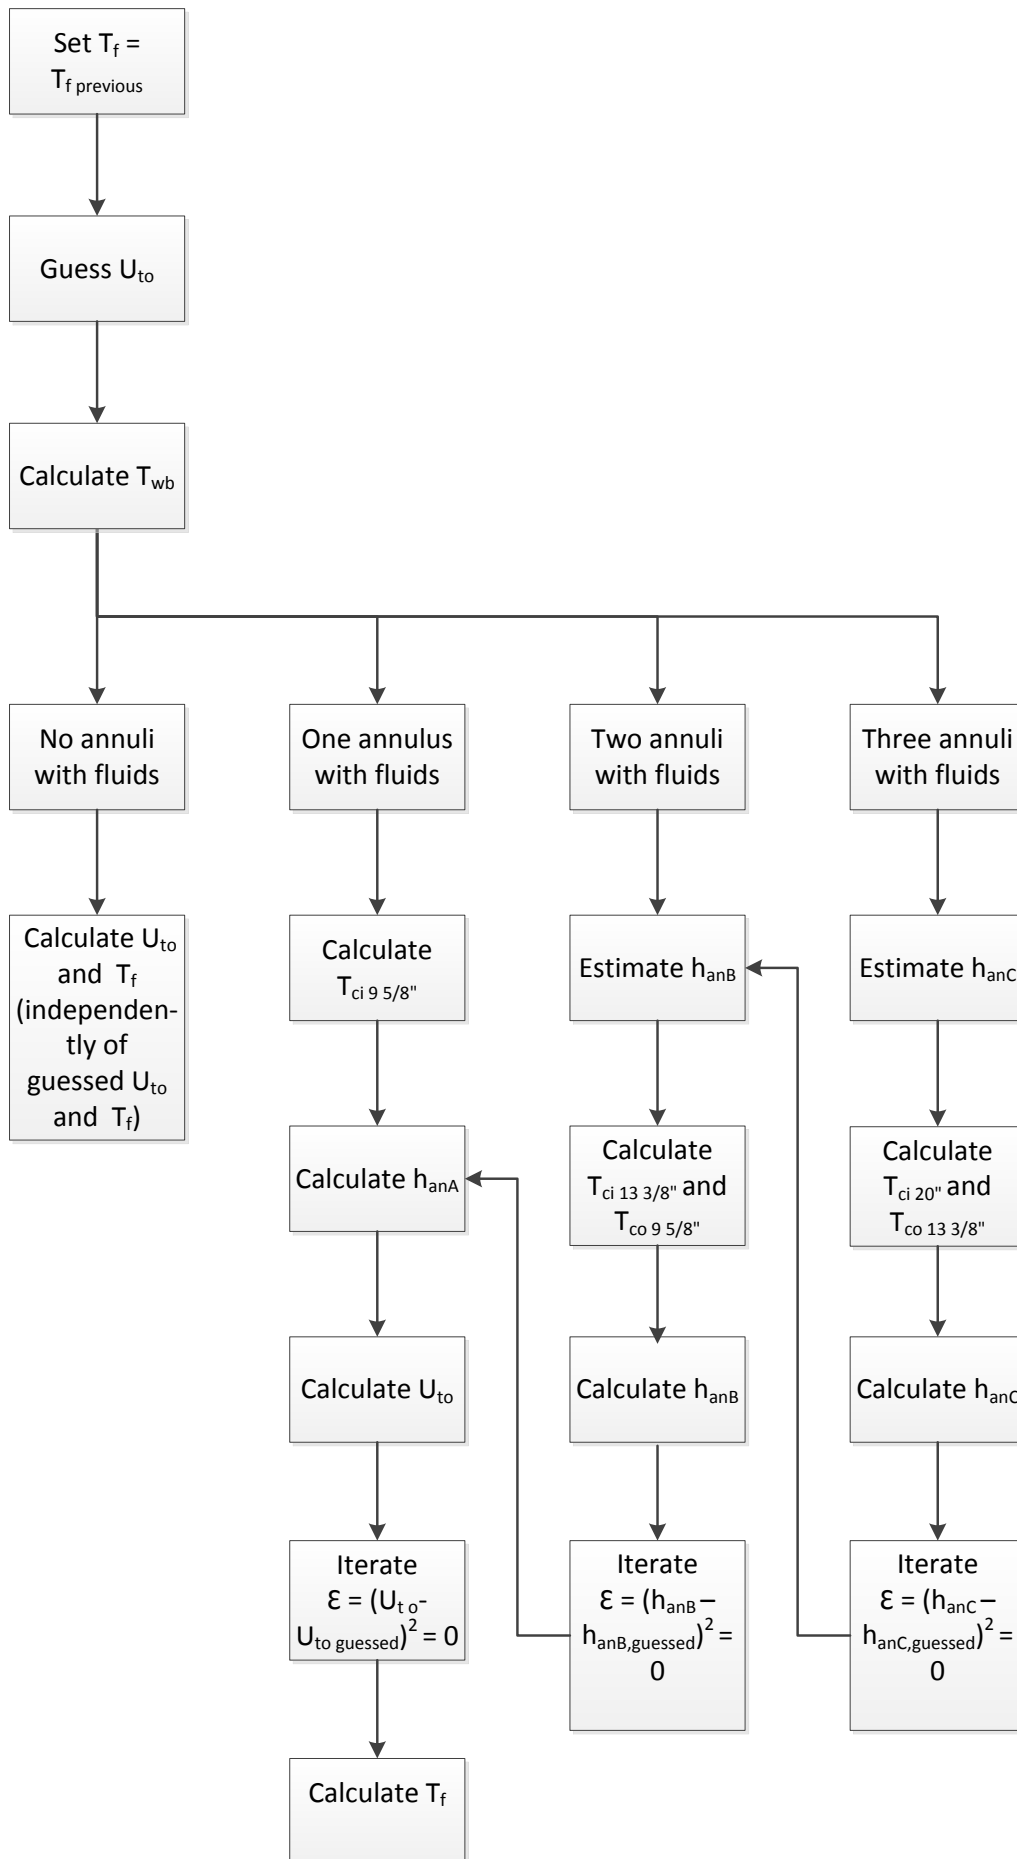 Set T_f =
T_f previous
Guess U_to
Calculate T_wb
No annuli
with fluids
One annulus
with fluids
Two annuli
with fluids
Three annuli
with fluids
Calculate U_to
and T_f
(independen-
tly of
guessed U_to
and T_f)
Calculate
T_ci 9 5/8"
Estimate h_anB
Estimate h_anC
Calculate h_anA
Calculate
T_ci 13 3/8" and
T_co 9 5/8"
Calculate
T_ci 20" and
T_co 13 3/8"
Calculate U_to
Calculate h_anB
Calculate h_anC
Iterate
Ɛ = (U_t o-
U_to guessed)² = 0
Iterate
Ɛ = (h_anB –
h_anB,guessed)² =
0
Iterate
Ɛ = (h_anC –
h_anC,guessed)² =
0
Calculate T_f